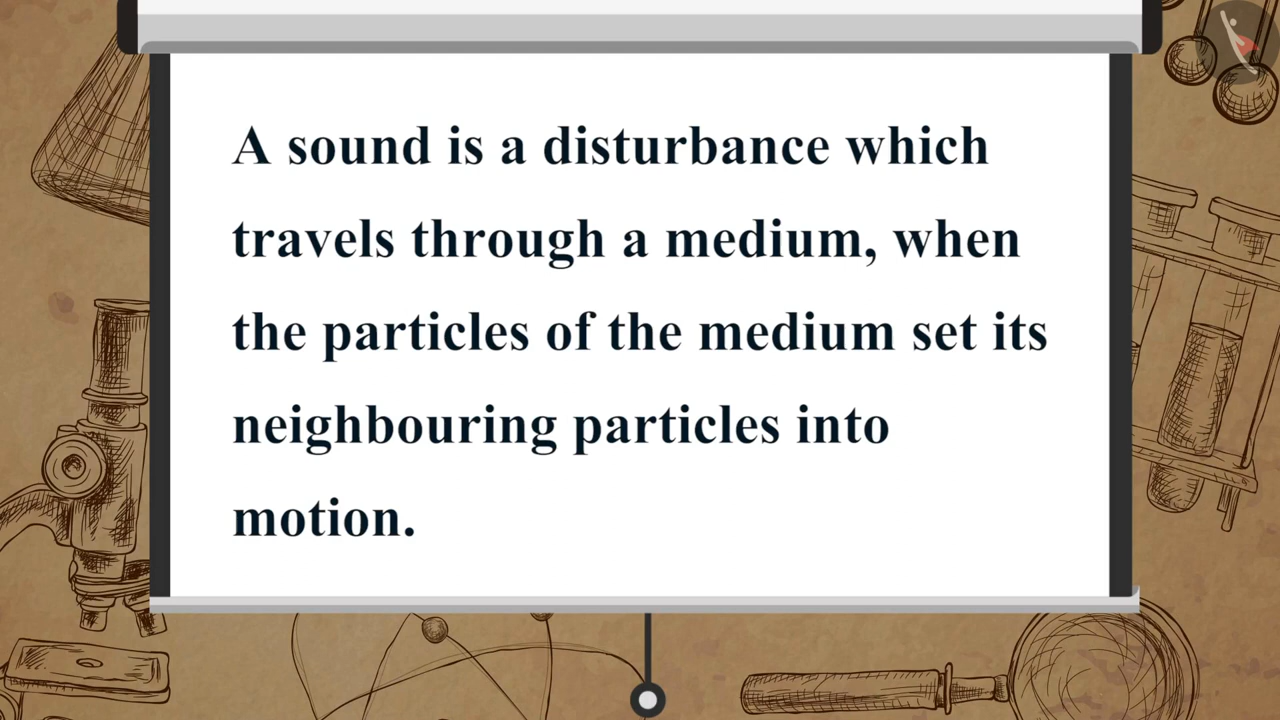 A sound is a disturbance which
travels through a medium, when
the particles of the medium set its
neighbouring particles into
motion.